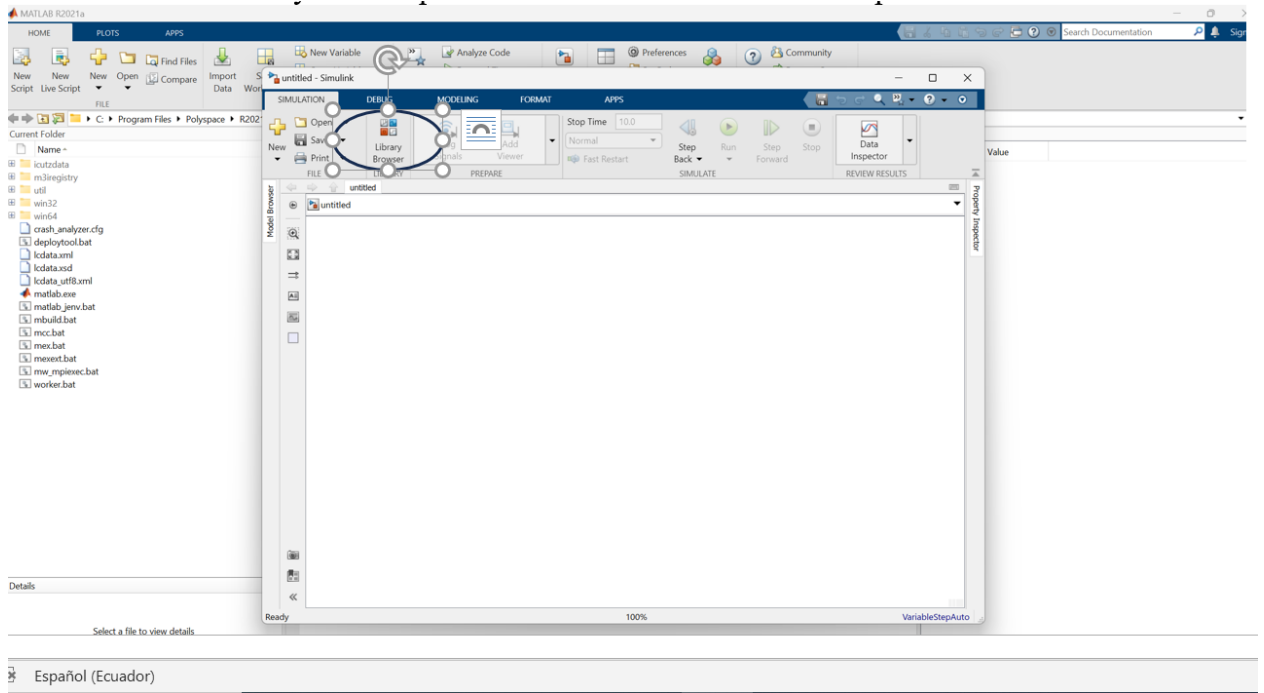 MATLAB R2021a
HOME PLOTS APPS
Search Documentation
New Script
New Live Script
New
Open
Find Files
Compare
Import Data
New Variable
Analyze Code
Preferences
Community
FILE
C: Program Files Polyspace
Current Folder
Name
icutzdata
m3iregistry
util
win32
win64
crash_analyzer.cfg
deploytool.bat
lcdata.xml
lcdata.xsd
lcdata_utf8.xml
matlab.exe
matlab_jenv.bat
mbuild.bat
mcc.bat
mex.bat
mexext.bat
mw_mpiexec.bat
worker.bat
Details
Select a file to view details
Value
untitled - Simulink
SIMULATION DEBUG MODELING FORMAT APPS
New
Open
Print
Library Browser
Viewer
Stop Time 10.0
Normal
Fast Restart
Step Back
Run
Step Forward
Stop
Data Inspector
FILE PREPARE SIMULATE REVIEW RESULTS
Model Browser
untitled
untitled
Property Inspector
Ready 100% VariableStepAuto
Español (Ecuador)